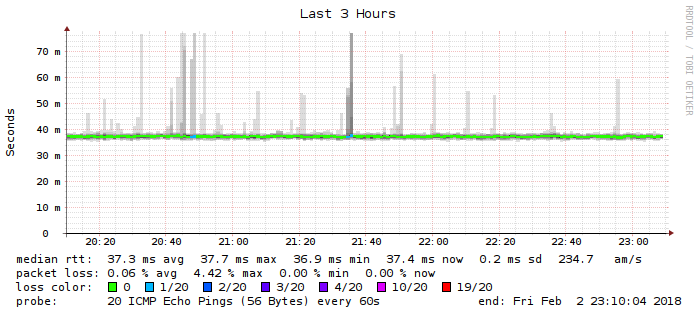 Last 3 Hours
RRDTOOL / TOBI OETIKER
Seconds
70 m
60 m
50 m
40 m
30 m
20 m
10 m
0
20:20 20:40 21:00 21:20 21:40 22:00 22:20 22:40 23:00
median rtt: 37.3 ms avg 37.7 ms max 36.9 ms min 37.4 ms now 0.2 ms sd 234.7 am/s
packet loss: 0.06 % avg 4.42 % max 0.00 % min 0.00 % now
loss color: 0 1/20 2/20 3/20 4/20 10/20 19/20
probe: 20 ICMP Echo Pings (56 Bytes) every 60s end: Fri Feb 2 23:10:04 2018